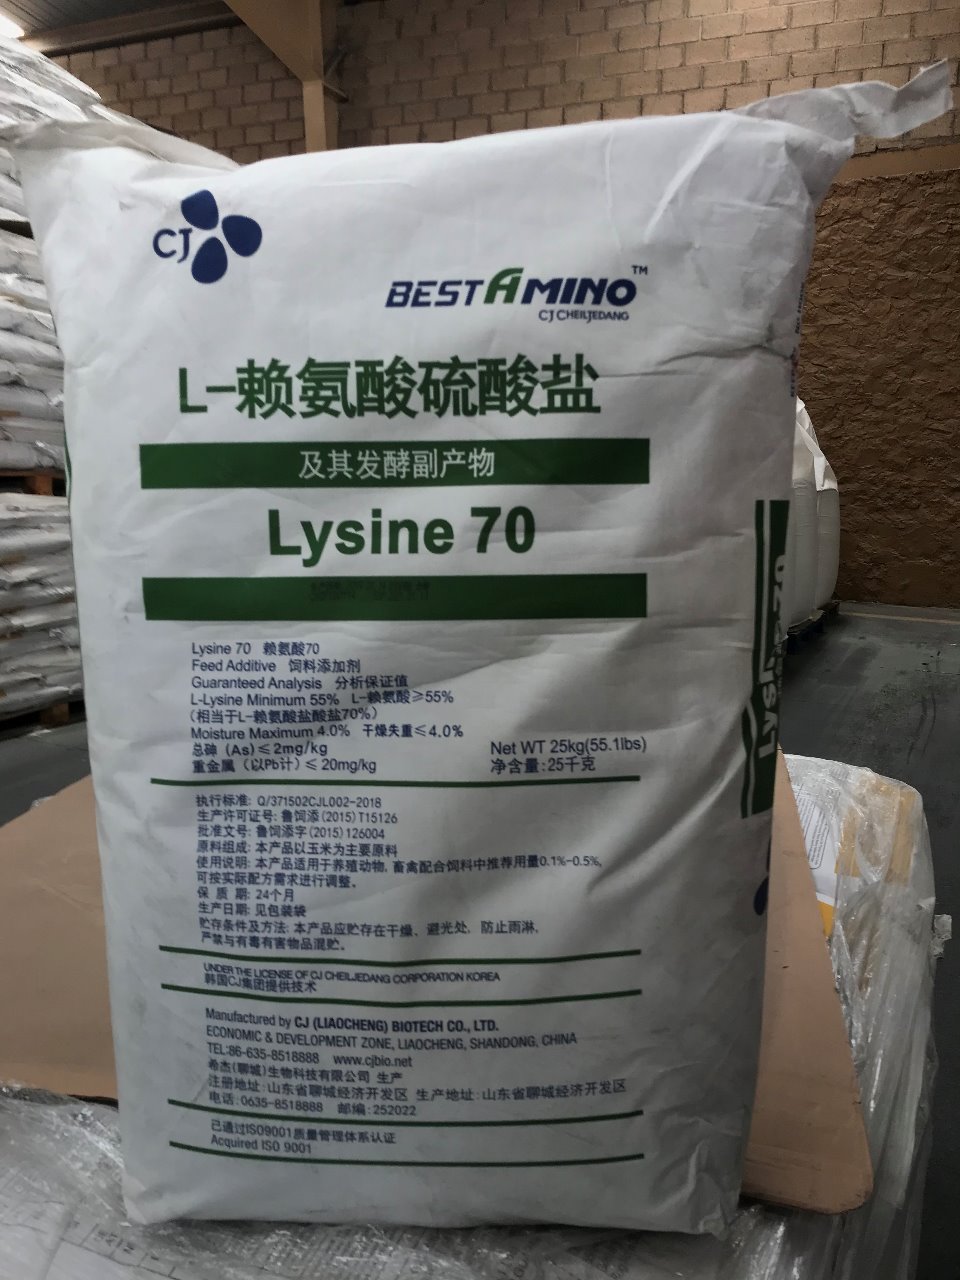 CJ
BESTAMINO™
CJ CHEILJEDANG
L-赖氨酸硫酸盐
及其发酵副产物
Lysine 70
Lysine 70 赖氨酸70
Feed Additive 饲料添加剂
Guaranteed Analysis 分析保证值
L-Lysine Minimum 55% L-赖氨酸≥55%
(相当于L-赖氨酸盐酸盐70%)
Moisture Maximum 4.0% 干燥失重≤4.0%
总砷 (As)≤2mg/kg
重金属 (以Pb计)≤20mg/kg
Net WT 25kg(55.1lbs)
净含量:25千克
执行标准: Q/371502CJL002-2018
生产许可证号: 鲁饲添(2015)T15126
批准文号: 鲁饲添字(2015)126004
原料组成: 本产品以玉米为主要原料
使用说明: 本产品适用于养殖动物, 畜禽配合饲料中推荐用量0.1%-0.5%,
可按实际配方需求进行调整。
保 质 期: 24个月
生产日期: 见包装袋
贮存条件及方法: 本产品应贮存在干燥、避光处, 防止雨淋,
严禁与有毒有害物品混贮。
UNDER THE LICENSE OF CJ CHEILJEDANG CORPORATION KOREA
韩国CJ集团提供技术
Manufactured by CJ (LIAOCHENG) BIOTECH CO., LTD.
ECONOMIC & DEVELOPMENT ZONE, LIAOCHENG, SHANDONG, CHINA
TEL:86-635-8518888 www.cjbio.net
希杰(聊城)生物科技有限公司 生产
注册地址:山东省聊城经济开发区 生产地址:山东省聊城经济开发区
电话:0635-8518888 邮编:252022
已通过ISO9001质量管理体系认证
Acquired ISO 9001
Lysine 70